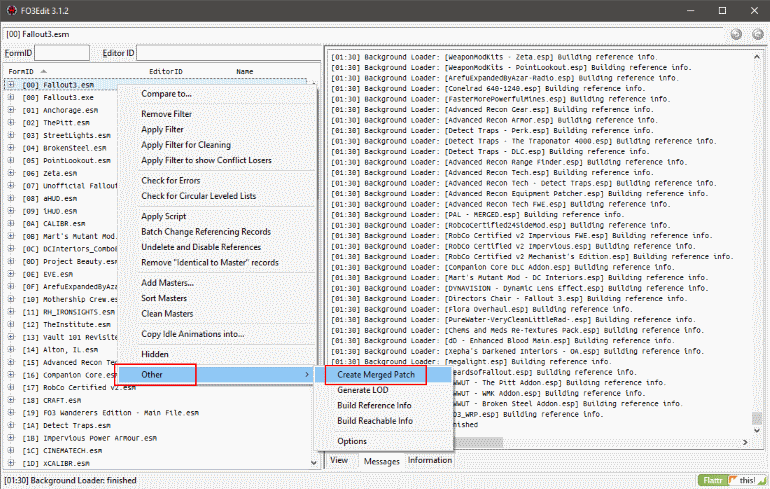 FO3Edit 3.1.2
[00] Fallout3.esm
FormID
Editor ID
FormID EditorID Name
[00] Fallout3.esm
[00] Fallout3.exe
[01] Anchorage.esm
[02] ThePitt.esm
[03] StreetLights.esm
[04] BrokenSteel.esm
[05] PointLookout.esm
[06] Zeta.esm
[07] Unofficial Fallout
[08] aHUD.esm
[09] iHUD.esm
[0A] CALIBR.esm
[0B] Mart's Mutant Mod.
[0C] DCInteriors_ComboE
[0D] Project Beauty.esm
[0E] EVE.esm
[0F] ArefuExpandedByAza
[10] Mothership Crew.es
[11] RH_IRONSIGHTS.esm
[12] TheInstitute.esm
[13] Vault 101 Revisite
[14] Alton, IL.esm
[15] Advanced Recon Tec
[16] Companion Core.esm
[17] RobCo Certified v2.esm
[18] CRAFT.esm
[19] FO3 Wanderers Edition - Main File.esm
[1A] Detect Traps.esm
[1B] Impervious Power Armour.esm
[1C] CINEMATECH.esm
[1D] xCALIBR.esm
Compare to...
Remove Filter
Apply Filter
Apply Filter for Cleaning
Apply Filter to show Conflict Losers
Check for Errors
Check for Circular Leveled Lists
Apply Script
Batch Change Referencing Records
Undelete and Disable References
Remove "Identical to Master" records
Add Masters...
Sort Masters
Clean Masters
Copy Idle Animations into...
Hidden
Other
Create Merged Patch
Generate LOD
Build Reference Info
Build Reachable Info
Options
[01:30] Background Loader: [WeaponModKits - Zeta.esp] Building reference info.
[01:30] Background Loader: [WeaponModKits - PointLookout.esp] Building reference info.
[01:30] Background Loader: [ArefuExpandedByAzar-Radio.esp] Building reference info.
[01:30] Background Loader: [Conelrad 640-1240.esp] Building reference info.
[01:30] Background Loader: [FasterMorePowerfulMines.esp] Building reference info.
[01:30] Background Loader: [Advanced Recon Gear.esp] Building reference info.
[01:30] Background Loader: [Advanced Recon Armor.esp] Building reference info.
[01:30] Background Loader: [Detect Traps - Perk.esp] Building reference info.
[01:30] Background Loader: [Detect Traps - The Traponator 4000.esp] Building reference info.
[01:30] Background Loader: [Detect Traps - DLC.esp] Building reference info.
[01:30] Background Loader: [Advanced Recon Range Finder.esp] Building reference info.
[01:30] Background Loader: [Advanced Recon Tech.esp] Building reference info.
[01:30] Background Loader: [Advanced Recon Tech - Detect Traps.esp] Building reference info.
[01:30] Background Loader: [Advanced Recon Equipment Patcher.esp] Building reference info.
[01:30] Background Loader: [Advanced Recon Tech FWE.esp] Building reference info.
[01:30] Background Loader: [PAL - MERGED.esp] Building reference info.
[01:30] Background Loader: [RobcoCertified24SideMod.esp] Building reference info.
[01:30] Background Loader: [RobCo Certified v2 Impervious FWE.esp] Building reference info.
[01:30] Background Loader: [RobCo Certified v2 Impervious.esp] Building reference info.
[01:30] Background Loader: [RobCo Certified v2 Mechanist's Edition.esp] Building reference info.
[01:30] Background Loader: [Companion Core DLC Addon.esp] Building reference info.
[01:30] Background Loader: [Mart's Mutant Mod - DC Interiors.esp] Building reference info.
[01:30] Background Loader: [DYNAVISION - Dynamic Lens Effect.esp] Building reference info.
[01:30] Background Loader: [Directors Chair - Fallout 3.esp] Building reference info.
[01:30] Background Loader: [Flora Overhaul.esp] Building reference info.
[01:30] Background Loader: [PureWater-VeryCleanLittleRad-.esp] Building reference info.
[01:30] Background Loader: [Chems and Meds Re-Textures Pack.esp] Building reference info.
[01:30] Background Loader: [dD - Enhanced Blood Main.esp] Building reference info.
[01:30] Background Loader: [Xepha's Darkened Interiors - OA.esp] Building reference info.
[01:30] Background Loader: [Megalight.esp] Building reference info.
eardsofFallout.esp] Building reference info.
WWUT - The Pitt Addon.esp] Building reference info.
WWUT - WMK Addon.esp] Building reference info.
WWUT - Broken Steel Addon.esp] Building reference info.
O3_WRP.esp] Building reference info.
nished
View
Messages
Information
[01:30] Background Loader: finished
Flattr
this!